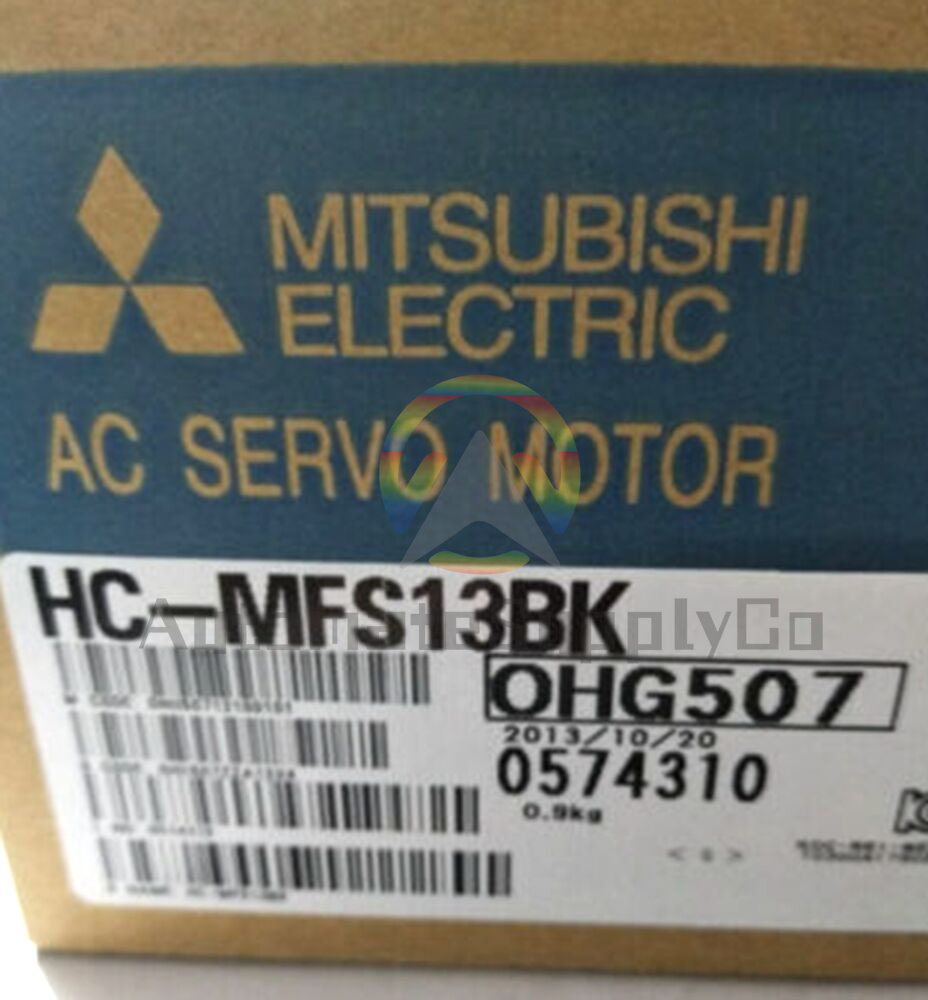 MITSUBISHI
ELECTRIC
AC SERVO MOTOR
HC-MFS13BK
OHG507
2013/10/20
0574310
0.9kg